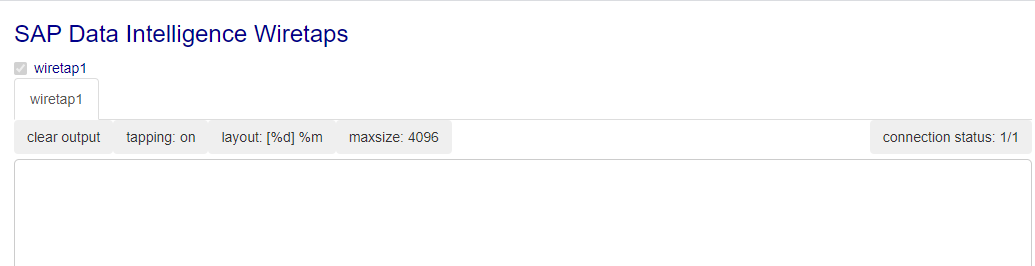 SAP Data Intelligence Wiretaps
wiretap1
wiretap1
clear output tapping: on layout: [%d] %m maxsize: 4096 connection status: 1/1